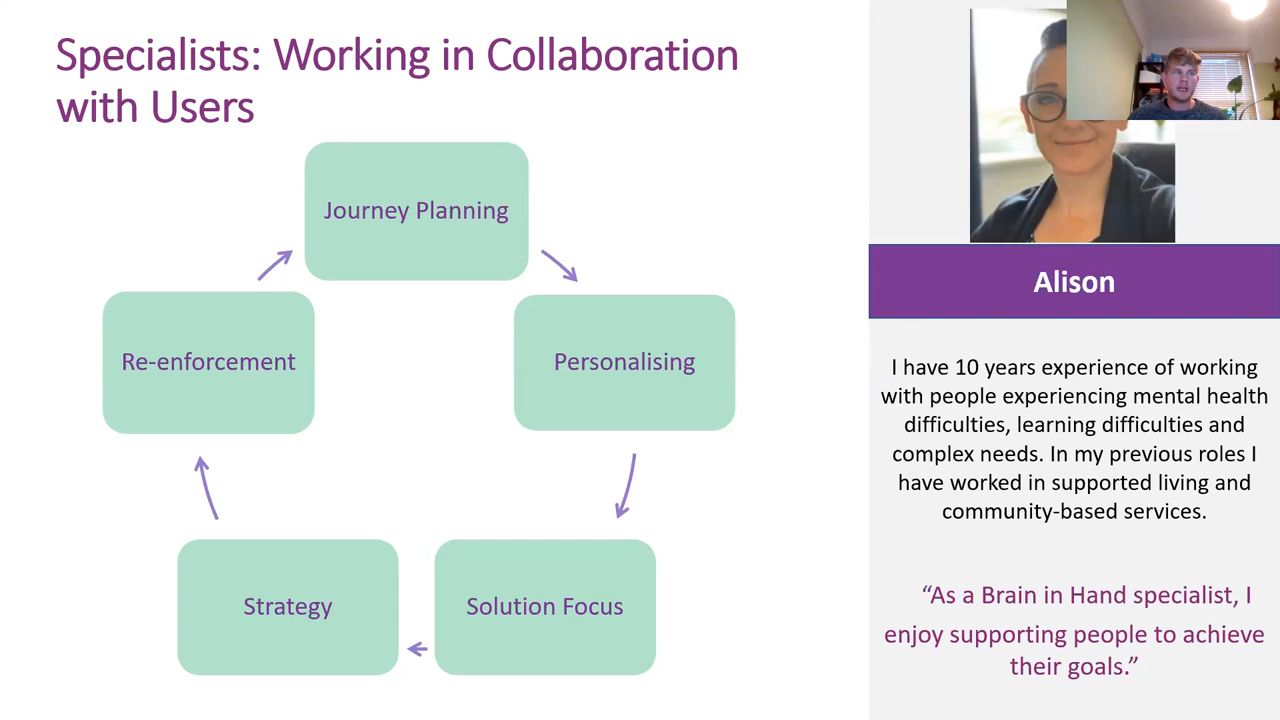 Specialists: Working in Collaboration
with Users
Journey Planning
Personalising
Solution Focus
Strategy
Re-enforcement
Alison
I have 10 years experience of working
with people experiencing mental health
difficulties, learning difficulties and
complex needs. In my previous roles I
have worked in supported living and
community-based services.
“As a Brain in Hand specialist, I
enjoy supporting people to achieve
their goals.”